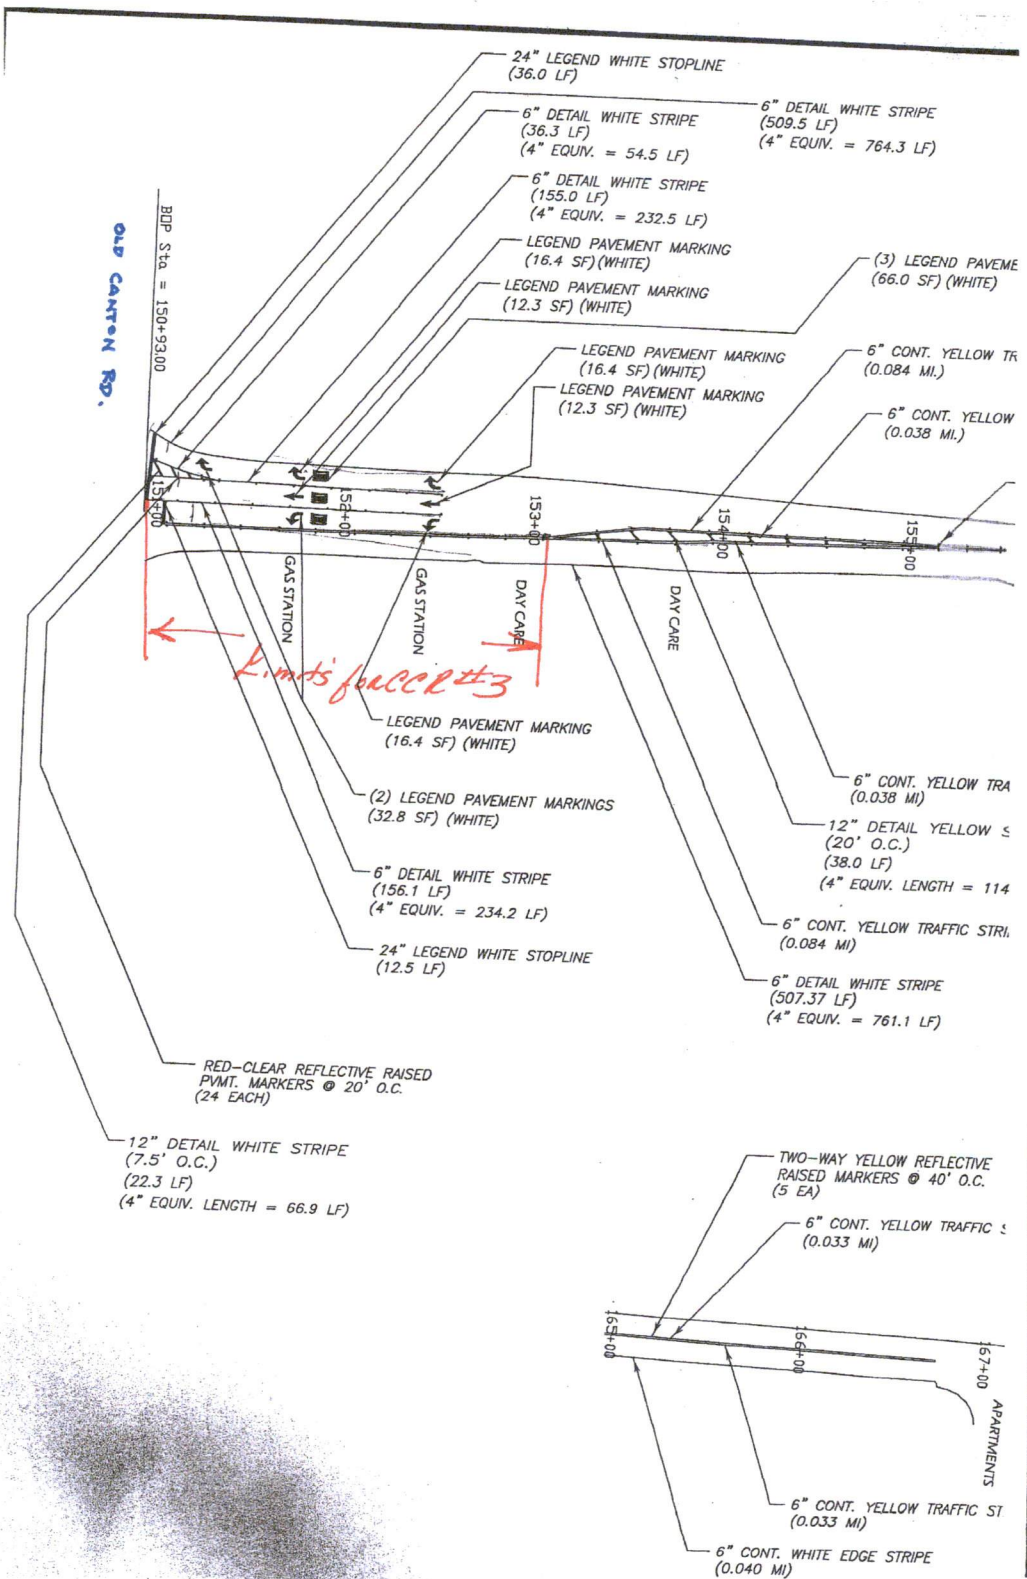 24" LEGEND WHITE STOPLINE
(36.0 LF)
6" DETAIL WHITE STRIPE
(509.5 LF)
(4" EQUIV. = 764.3 LF)
6" DETAIL WHITE STRIPE
(36.3 LF)
(4" EQUIV. = 54.5 LF)
6" DETAIL WHITE STRIPE
(155.0 LF)
(4" EQUIV. = 232.5 LF)
LEGEND PAVEMENT MARKING
(16.4 SF) (WHITE)
LEGEND PAVEMENT MARKING
(12.3 SF) (WHITE)
(3) LEGEND PAVEME
(66.0 SF) (WHITE)
LEGEND PAVEMENT MARKING
(16.4 SF) (WHITE)
LEGEND PAVEMENT MARKING
(12.3 SF) (WHITE)
6" CONT. YELLOW TR
(0.084 MI.)
6" CONT. YELLOW
(0.038 MI.)
BOP Sta = 150+93.00
OLD CANTON RD.
151+00
152+00
153+00
154+00
155+00
GAS STATION
GAS STATION
DAY CARE
DAY CARE
Limits for CCR #3
LEGEND PAVEMENT MARKING
(16.4 SF) (WHITE)
(2) LEGEND PAVEMENT MARKINGS
(32.8 SF) (WHITE)
6" DETAIL WHITE STRIPE
(156.1 LF)
(4" EQUIV. = 234.2 LF)
24" LEGEND WHITE STOPLINE
(12.5 LF)
6" CONT. YELLOW TRA
(0.038 MI)
12" DETAIL YELLOW S
(20' O.C.)
(38.0 LF)
(4" EQUIV. LENGTH = 114
6" CONT. YELLOW TRAFFIC STRI
(0.084 MI)
6" DETAIL WHITE STRIPE
(507.37 LF)
(4" EQUIV. = 761.1 LF)
RED-CLEAR REFLECTIVE RAISED
PVMT. MARKERS @ 20' O.C.
(24 EACH)
12" DETAIL WHITE STRIPE
(7.5' O.C.)
(22.3 LF)
(4" EQUIV. LENGTH = 66.9 LF)
TWO-WAY YELLOW REFLECTIVE
RAISED MARKERS @ 40' O.C.
(5 EA)
6" CONT. YELLOW TRAFFIC S
(0.033 MI)
165+00
166+00
167+00
APARTMENTS
6" CONT. YELLOW TRAFFIC ST
(0.033 MI)
6" CONT. WHITE EDGE STRIPE
(0.040 MI)